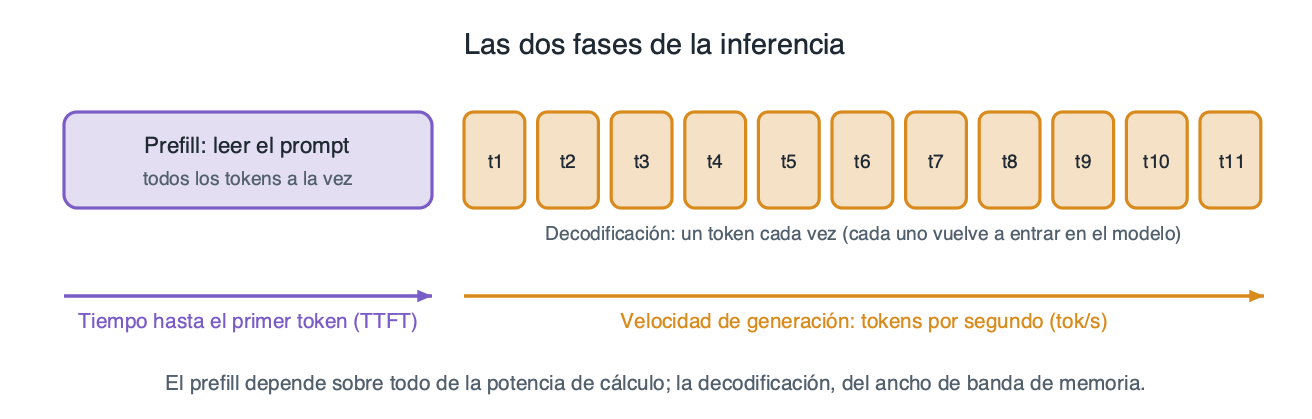 Las dos fases de la inferencia
Prefill: leer el prompt
todos los tokens a la vez
t1
t2
t3
t4
t5
t6
t7
t8
t9
t10
t11
Decodificación: un token cada vez (cada uno vuelve a entrar en el modelo)
Tiempo hasta el primer token (TTFT)
Velocidad de generación: tokens por segundo (tok/s)
El prefill depende sobre todo de la potencia de cálculo; la decodificación, del ancho de banda de memoria.